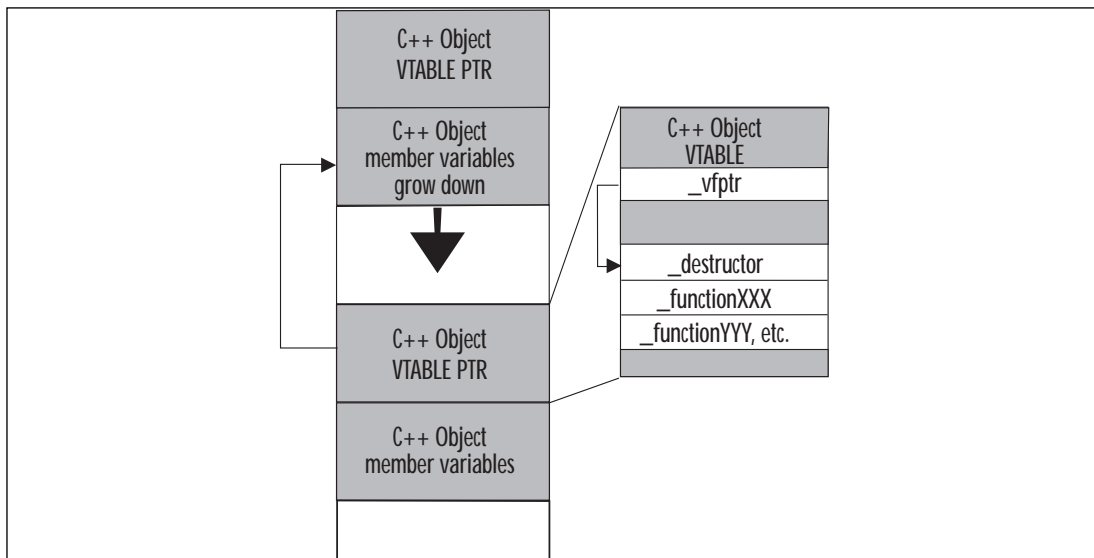 C++ Object
VTABLE PTR
C++ Object
member variables
grow down
C++ Object
VTABLE PTR
C++ Object
member variables
C++ Object
VTABLE
_vfptr
_destructor
_functionXXX
_functionYYY, etc.